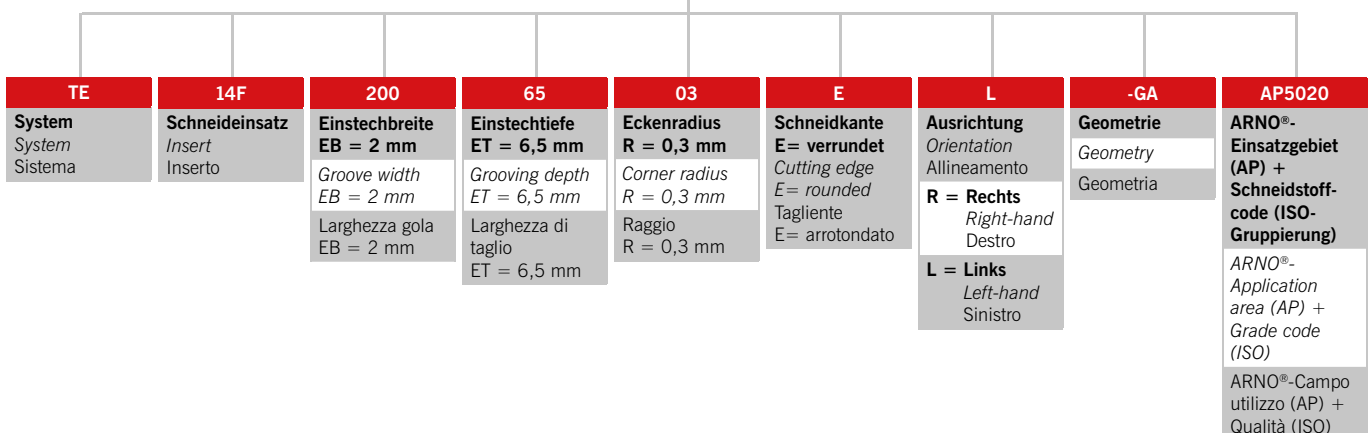 TE
System
System
Sistema
14F
Schneideinsatz
Insert
Inserto
200
Einstechbreite
EB = 2 mm
Groove width
EB = 2 mm
Larghezza gola
EB = 2 mm
65
Einstechtiefe
ET = 6,5 mm
Grooving depth
ET = 6,5 mm
Larghezza di
taglio
ET = 6,5 mm
03
Eckenradius
R = 0,3 mm
Corner radius
R = 0,3 mm
Raggio
R = 0,3 mm
E
Schneidkante
E= verrundet
Cutting edge
E= rounded
Tagliente
E= arrotondato
L
Ausrichtung
Orientation
Allineamento
R = Rechts
Right-hand
Destro
L = Links
Left-hand
Sinistro
-GA
Geometrie
Geometry
Geometria
AP5020
ARNO®-
Einsatzgebiet
(AP) +
Schneidstoff-
code (ISO-
Gruppierung)
ARNO®-
Application
area (AP) +
Grade code
(ISO)
ARNO®-Campo
utilizzo (AP) +
Qualità (ISO)